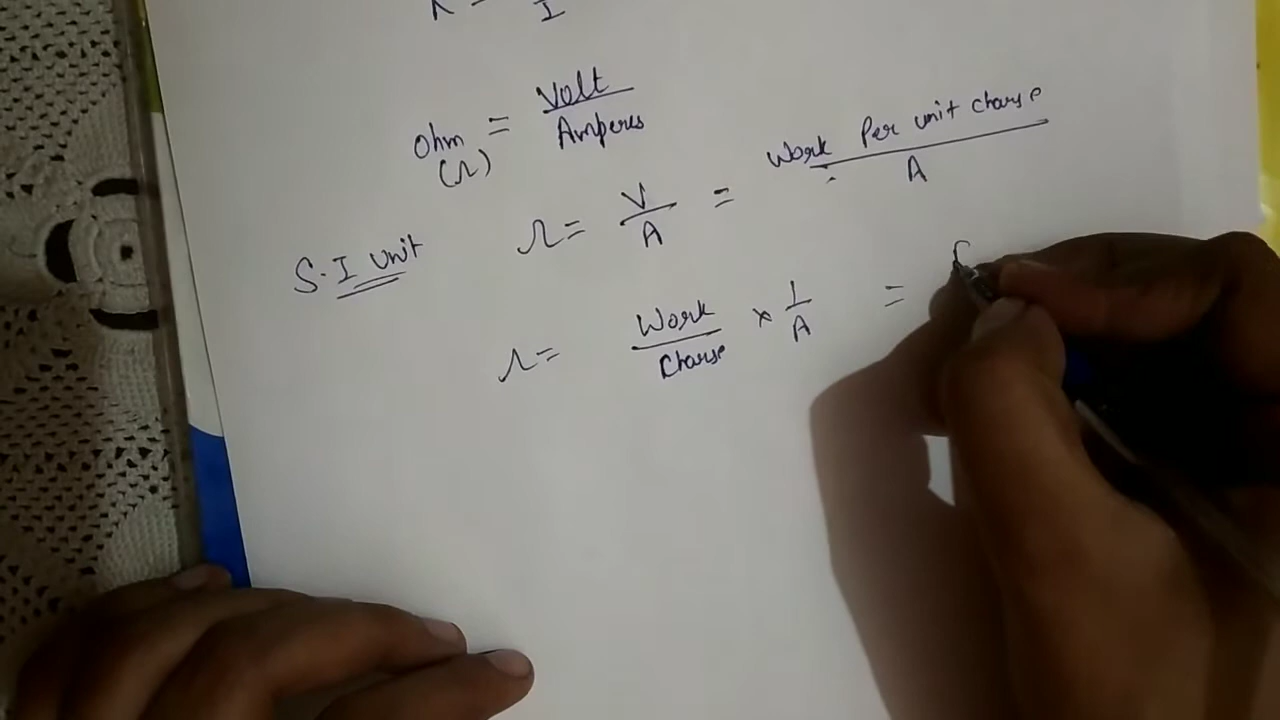 R = I
ohm = Volt / Amperes
(Ω)
Ω = V / A = Work Per unit charge / A
S.I unit
Ω = Work / Charge × 1 / A =